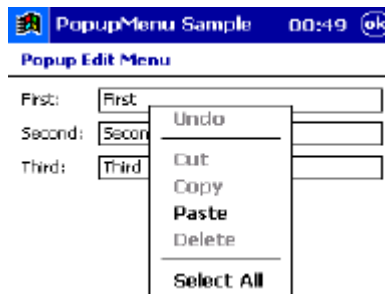 PopupMenu Sample 00:49 ok
Popup Edit Menu
First: First
Second: Secon
Third: Third
Undo
Cut
Copy
Paste
Delete
Select All